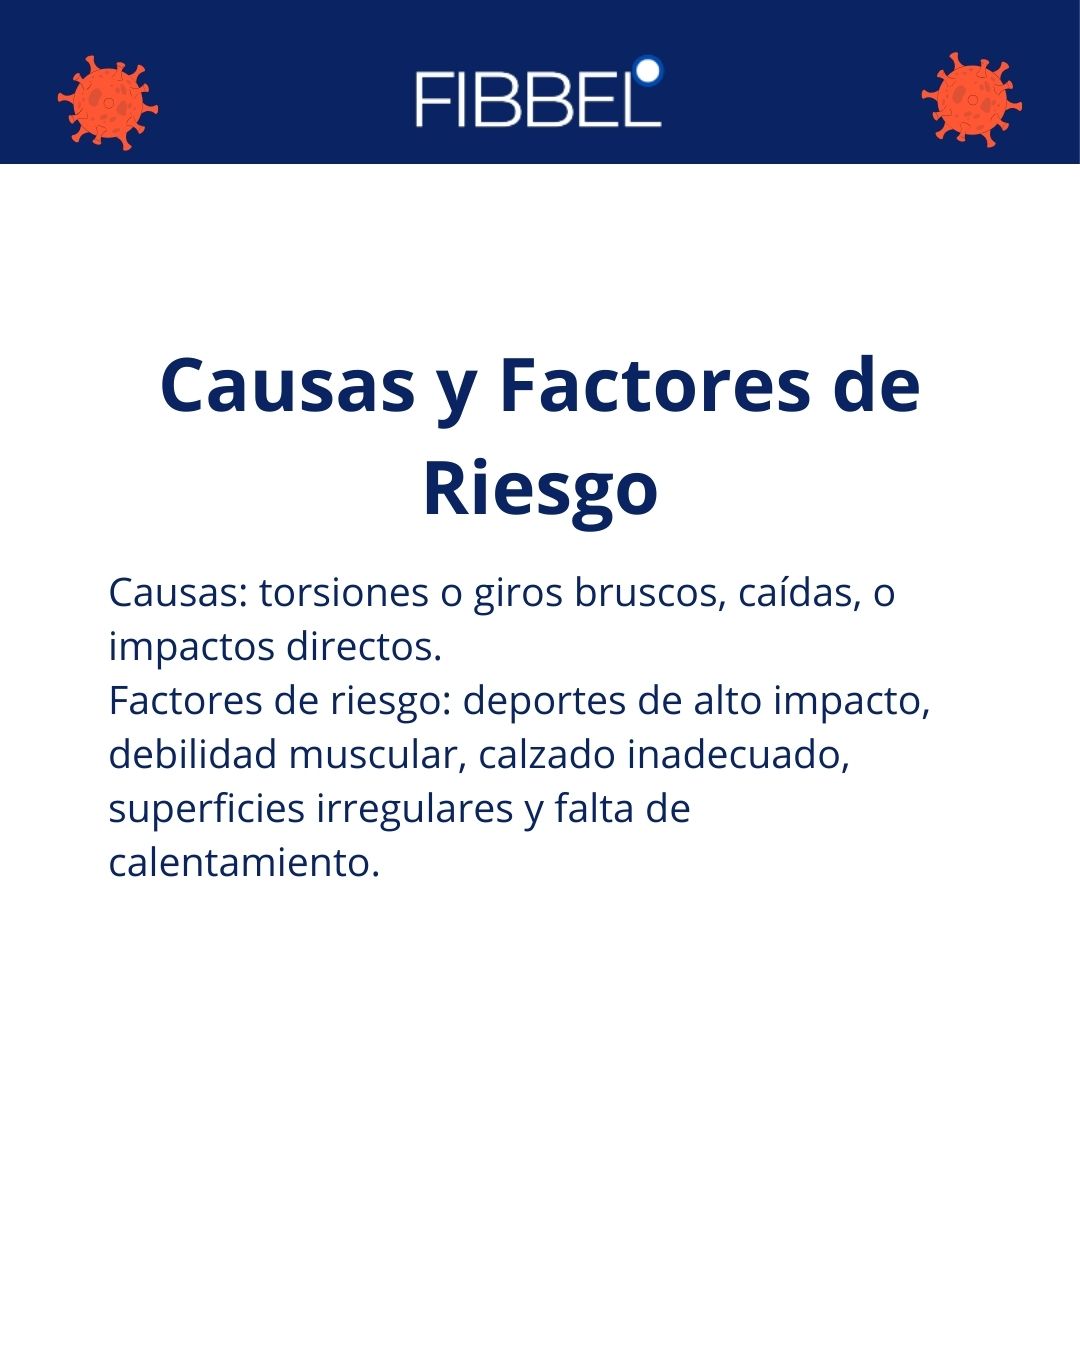 FIBBEL
Causas y Factores de
Riesgo
Causas: torsiones o giros bruscos, caídas, o
impactos directos.
Factores de riesgo: deportes de alto impacto,
debilidad muscular, calzado inadecuado,
superficies irregulares y falta de
calentamiento.